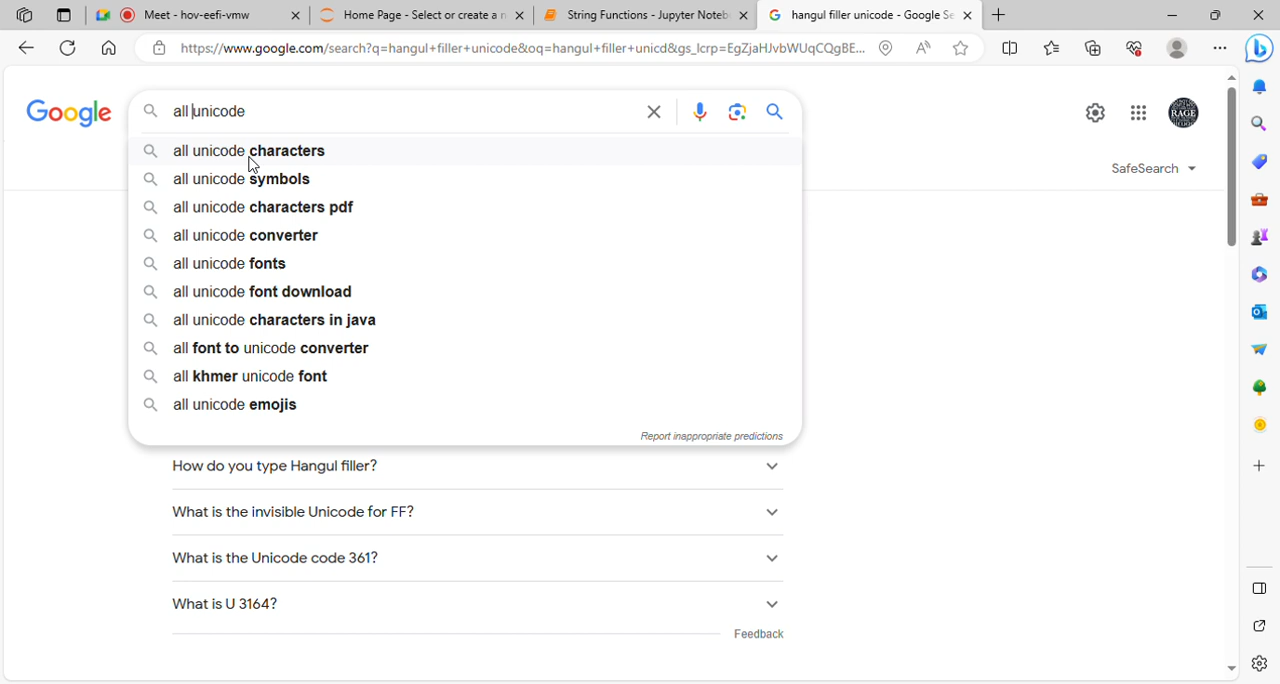 Meet - hov-eefi-vmw
Home Page - Select or create a n
String Functions - Jupyter Noteb
hangul filler unicode - Google Se
https://www.google.com/search?q=hangul+filler+unicode&oq=hangul+filler+unicd&gs_lcrp=EgZjaHJvbWUqCQgBE...
Google
all unicode
RAGE
all unicode characters
SafeSearch
all unicode symbols
all unicode characters pdf
all unicode converter
all unicode fonts
all unicode font download
all unicode characters in java
all font to unicode converter
all khmer unicode font
all unicode emojis
Report inappropriate predictions
How do you type Hangul filler?
What is the invisible Unicode for FF?
What is the Unicode code 361?
What is U 3164?
Feedback